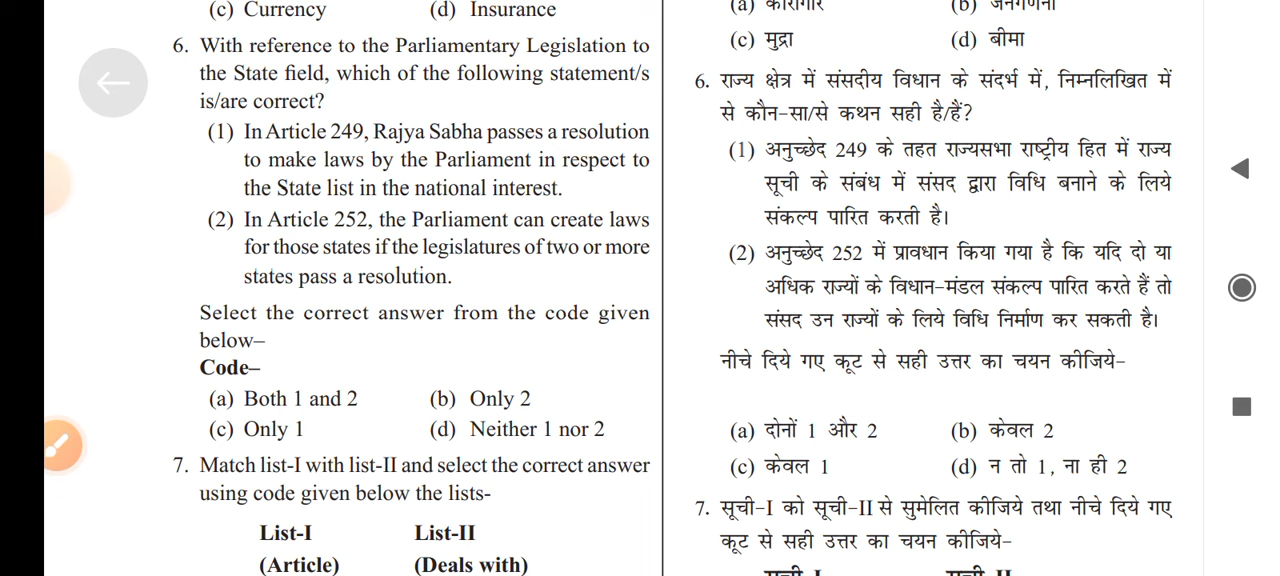 (c) Currency (d) Insurance
6. With reference to the Parliamentary Legislation to
the State field, which of the following statement/s
is/are correct?
(1) In Article 249, Rajya Sabha passes a resolution
to make laws by the Parliament in respect to
the State list in the national interest.
(2) In Article 252, the Parliament can create laws
for those states if the legislatures of two or more
states pass a resolution.
Select the correct answer from the code given
below–
Code–
(a) Both 1 and 2 (b) Only 2
(c) Only 1 (d) Neither 1 nor 2
7. Match list-I with list-II and select the correct answer
using code given below the lists-
List-I List-II
(Article) (Deals with)
(a) कारागार (b) जनगणना
(c) मुद्रा (d) बीमा
6. राज्य क्षेत्र में संसदीय विधान के संदर्भ में, निम्नलिखित में
से कौन-सा/से कथन सही है/हैं?
(1) अनुच्छेद 249 के तहत राज्यसभा राष्ट्रीय हित में राज्य
सूची के संबंध में संसद द्वारा विधि बनाने के लिये
संकल्प पारित करती है।
(2) अनुच्छेद 252 में प्रावधान किया गया है कि यदि दो या
अधिक राज्यों के विधान-मंडल संकल्प पारित करते हैं तो
संसद उन राज्यों के लिये विधि निर्माण कर सकती है।
नीचे दिये गए कूट से सही उत्तर का चयन कीजिये-
(a) दोनों 1 और 2 (b) केवल 2
(c) केवल 1 (d) न तो 1, ना ही 2
7. सूची-I को सूची-II से सुमेलित कीजिये तथा नीचे दिये गए
कूट से सही उत्तर का चयन कीजिये-
सूची-I सूची-II